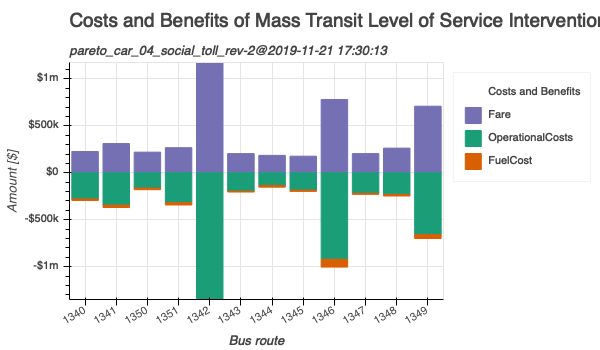 Costs and Benefits of Mass Transit Level of Service Intervention
pareto_car_04_social_toll_rev-2@2019-11-21 17:30:13
$1m
$500k
$0
-$500k
-$1m
Amount [$]
1340
1341
1350
1351
1342
1343
1344
1345
1346
1347
1348
1349
Bus route
Costs and Benefits
Fare
OperationalCosts
FuelCost